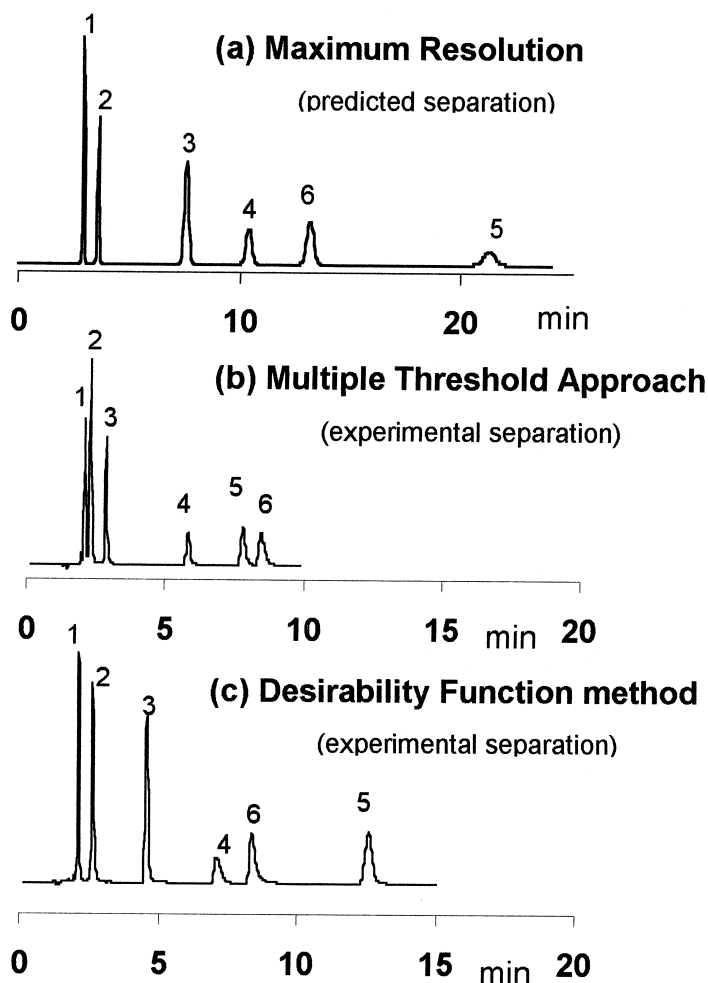 1
(a) Maximum Resolution
2
(predicted separation)
3
4
6
5
0 10 20 min
2
(b) Multiple Threshold Approach
1
3
(experimental separation)
4
5
6
0 5 10 15 min 20
1
2
(c) Desirability Function method
3
(experimental separation)
4
6
5
0 5 10 15 min 20